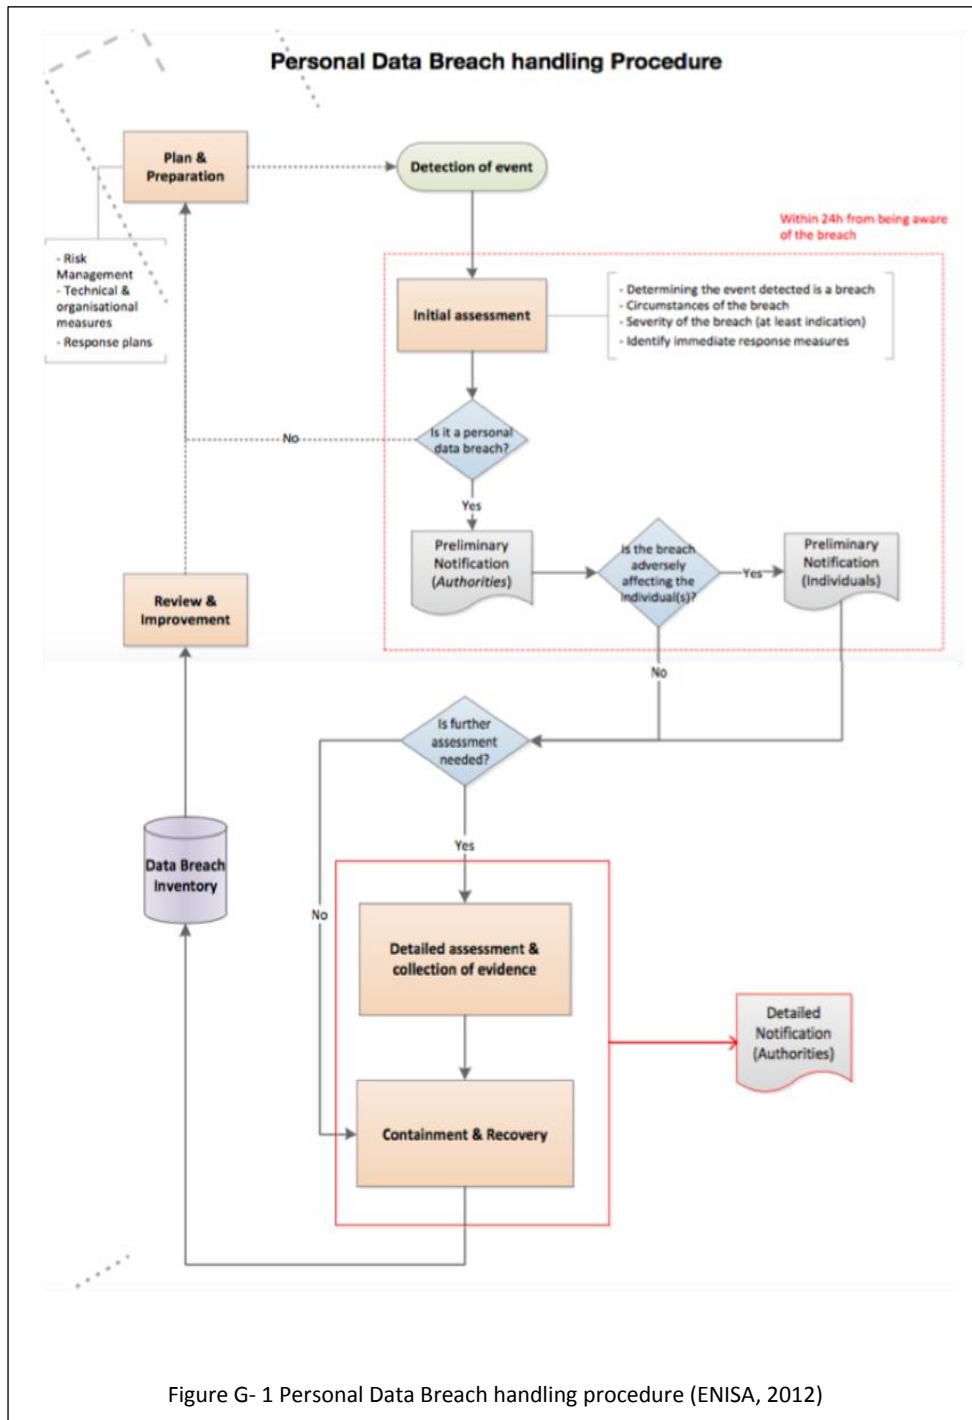 Personal Data Breach handling Procedure
Plan &
Preparation
Detection of event
Within 24h from being aware
of the breach
- Risk
Management
- Technical &
organisational
measures
- Response plans
Initial assessment
- Determining the event detected is a breach
- Circumstances of the breach
- Severity of the breach (at least indication)
- Identify immediate response measures
Is it a personal
data breach?
No
Yes
Preliminary
Notification
(Authorities)
Is the breach
adversely
affecting the
individual(s)?
Yes
Preliminary
Notification
(Individuals)
Review &
Improvement
No
Is further
assessment
needed?
Yes
Data Breach
Inventory
No
Detailed assessment &
collection of evidence
Detailed
Notification
(Authorities)
Containment & Recovery
Figure G- 1 Personal Data Breach handling procedure (ENISA, 2012)